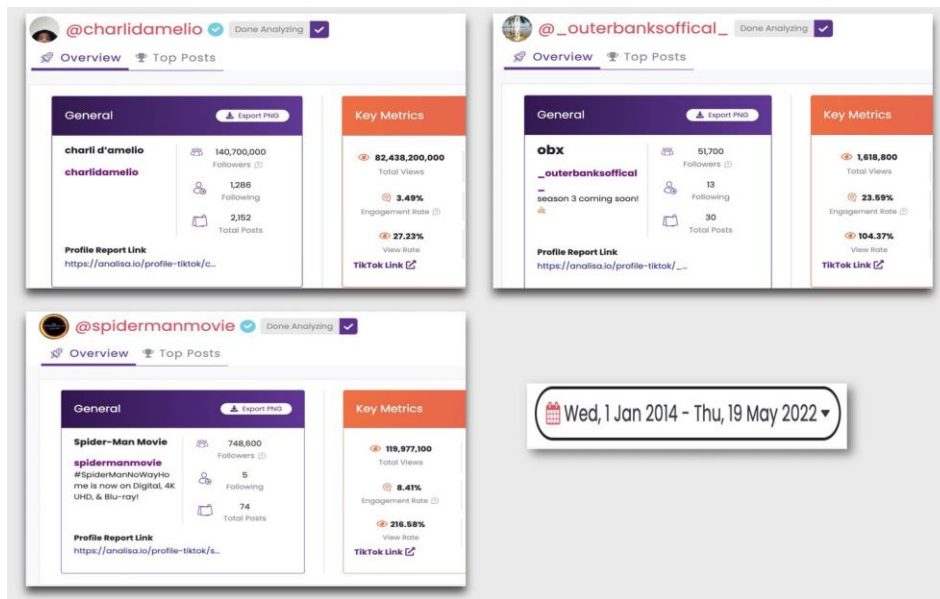 @charlidamelio Done Analyzing
Overview Top Posts
General Export PNG
charli d'amelio
charlidamelio
140,700,000
Followers
1,286
Following
2,152
Total Posts
Profile Report Link
https://analisa.io/profile-tiktok/c...
Key Metrics
82,438,200,000
Total Views
3.49%
Engagement Rate
27.23%
View Rate
TikTok Link
@_outerbanksoffical_ Done Analyzing
Overview Top Posts
General Export PNG
obx
_outerbanksoffical
_
season 3 coming soon!
51,700
Followers
13
Following
30
Total Posts
Profile Report Link
https://analisa.io/profile-tiktok/_...
Key Metrics
1,618,800
Total Views
23.59%
Engagement Rate
104.37%
View Rate
TikTok Link
@spidermanmovie Done Analyzing
Overview Top Posts
General Export PNG
Spider-Man Movie
spidermanmovie
#SpiderManNoWayHo
me is now on Digital, 4K
UHD, & Blu-ray!
748,600
Followers
5
Following
74
Total Posts
Profile Report Link
https://analisa.io/profile-tiktok/s...
Key Metrics
119,977,100
Total Views
8.41%
Engagement Rate
216.58%
View Rate
TikTok Link
Wed, 1 Jan 2014 - Thu, 19 May 2022